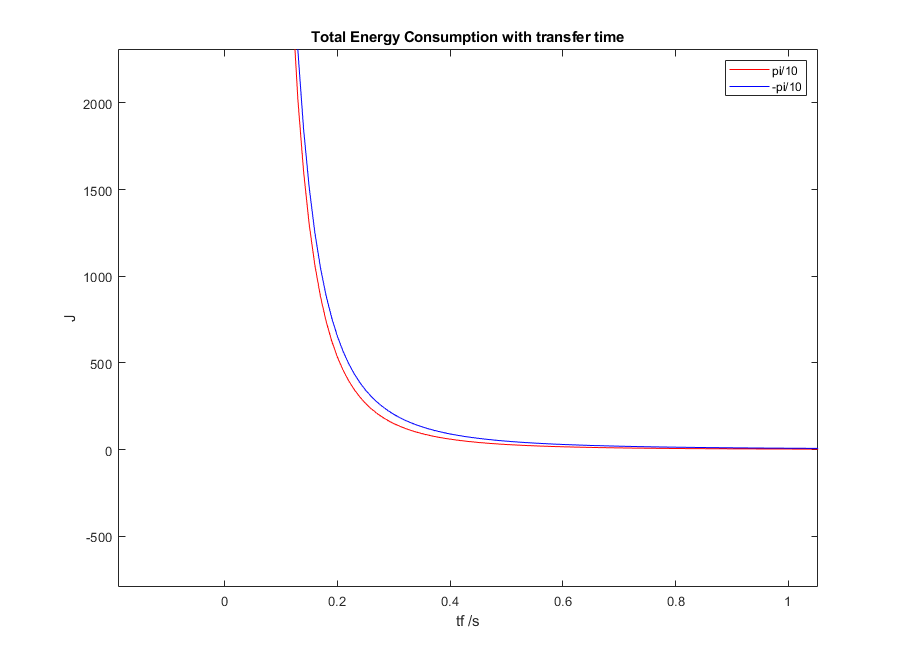 Total Energy Consumption with transfer time
pi/10
-pi/10
2000
1500
1000
500
0
-500
J
0 0.2 0.4 0.6 0.8 1
tf /s